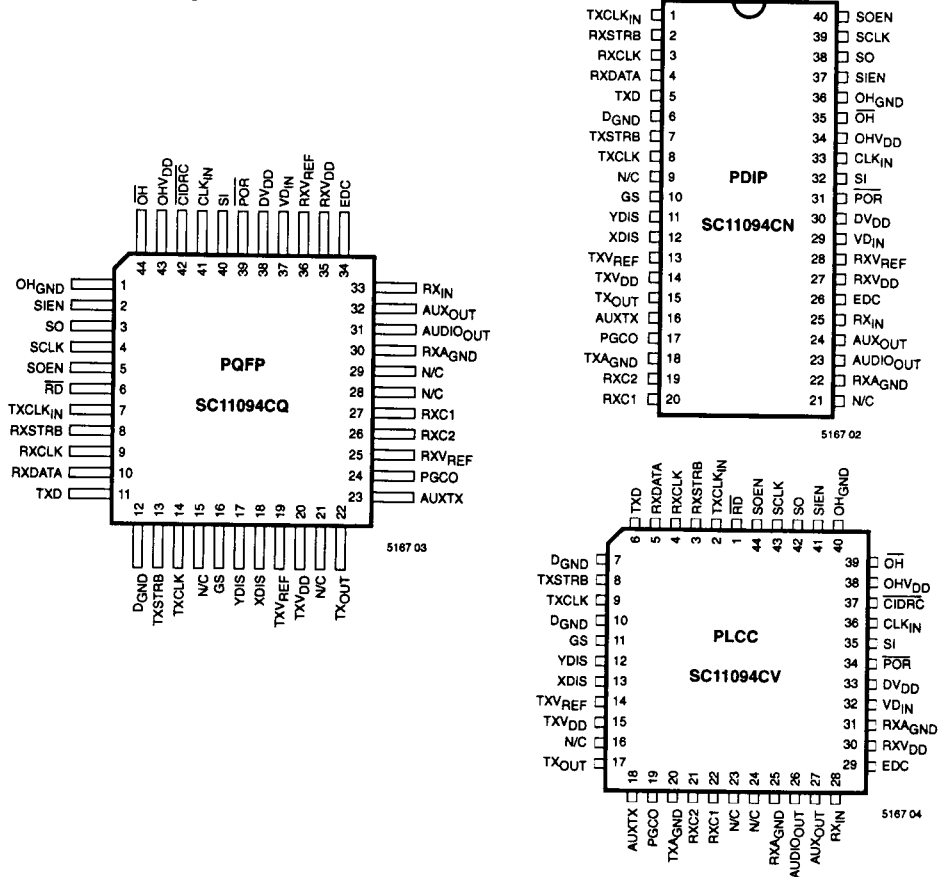 TXCLKIN 1 40 SOEN
RXSTRB 2 39 SCLK
RXCLK 3 38 SO
RXDATA 4 37 SIEN
TXD 5 36 OHGND
DGND 6 35 OH
TXSTRB 7 34 OHVDD
TXCLK 8 33 CLKIN
N/C 9 32 SI
GS 10 31 POR
YDIS 11 30 DVDD
XDIS 12 29 VDIN
TXVREF 13 28 RXVREF
TXVDD 14 27 RXVDD
TXOUT 15 26 EDC
AUXTX 16 25 RXIN
PGCO 17 24 AUXOUT
TXAGND 18 23 AUDIOOUT
RXC2 19 22 RXAGND
RXC1 20 21 N/C
PDIP
SC11094CN
5167 02
OH OHVDD CIDRC CLKIN SI POR DVDD VDIN RXVREF RXVDD EDC
44 43 42 41 40 39 38 37 36 35 34
OHGND 1 33 RXIN
SIEN 2 32 AUXOUT
SO 3 31 AUDIOOUT
SCLK 4 30 RXAGND
SOEN 5 29 N/C
RD 6 28 N/C
TXCLKIN 7 27 RXC1
RXSTRB 8 26 RXC2
RXCLK 9 25 RXVREF
RXDATA 10 24 PGCO
TXD 11 23 AUXTX
PQFP
SC11094CQ
12 13 14 15 16 17 18 19 20 21 22
DGND TXSTRB TXCLK N/C GS YDIS XDIS TXVREF TXVDD N/C TXOUT
5167 03
TXD RXDATA RXCLK RXSTRB TXCLKIN RD SOEN SCLK SO SIEN OHGND
6 5 4 3 2 1 44 43 42 41 40
DGND 7 39 OH
TXSTRB 8 38 OHVDD
TXCLK 9 37 CIDRC
DGND 10 36 CLKIN
GS 11 35 SI
YDIS 12 34 POR
XDIS 13 33 DVDD
TXVREF 14 32 VDIN
TXVDD 15 31 RXAGND
N/C 16 30 RXVDD
TXOUT 17 29 EDC
PLCC
SC11094CV
18 19 20 21 22 23 24 25 26 27 28
AUXTX PGCO TXAGND RXC2 RXC1 N/C N/C RXAGND AUDIOOUT AUXOUT RXIN
5167 04